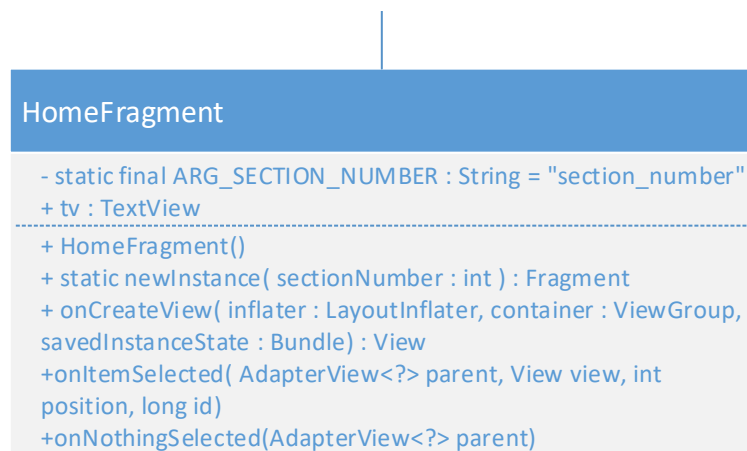 HomeFragment
- static final ARG_SECTION_NUMBER : String = "section_number"
+ tv : TextView
+ HomeFragment()
+ static newInstance( sectionNumber : int ) : Fragment
+ onCreateView( inflater : LayoutInflater, container : ViewGroup,
savedInstanceState : Bundle) : View
+onItemSelected( AdapterView<?> parent, View view, int
position, long id)
+onNothingSelected(AdapterView<?> parent)